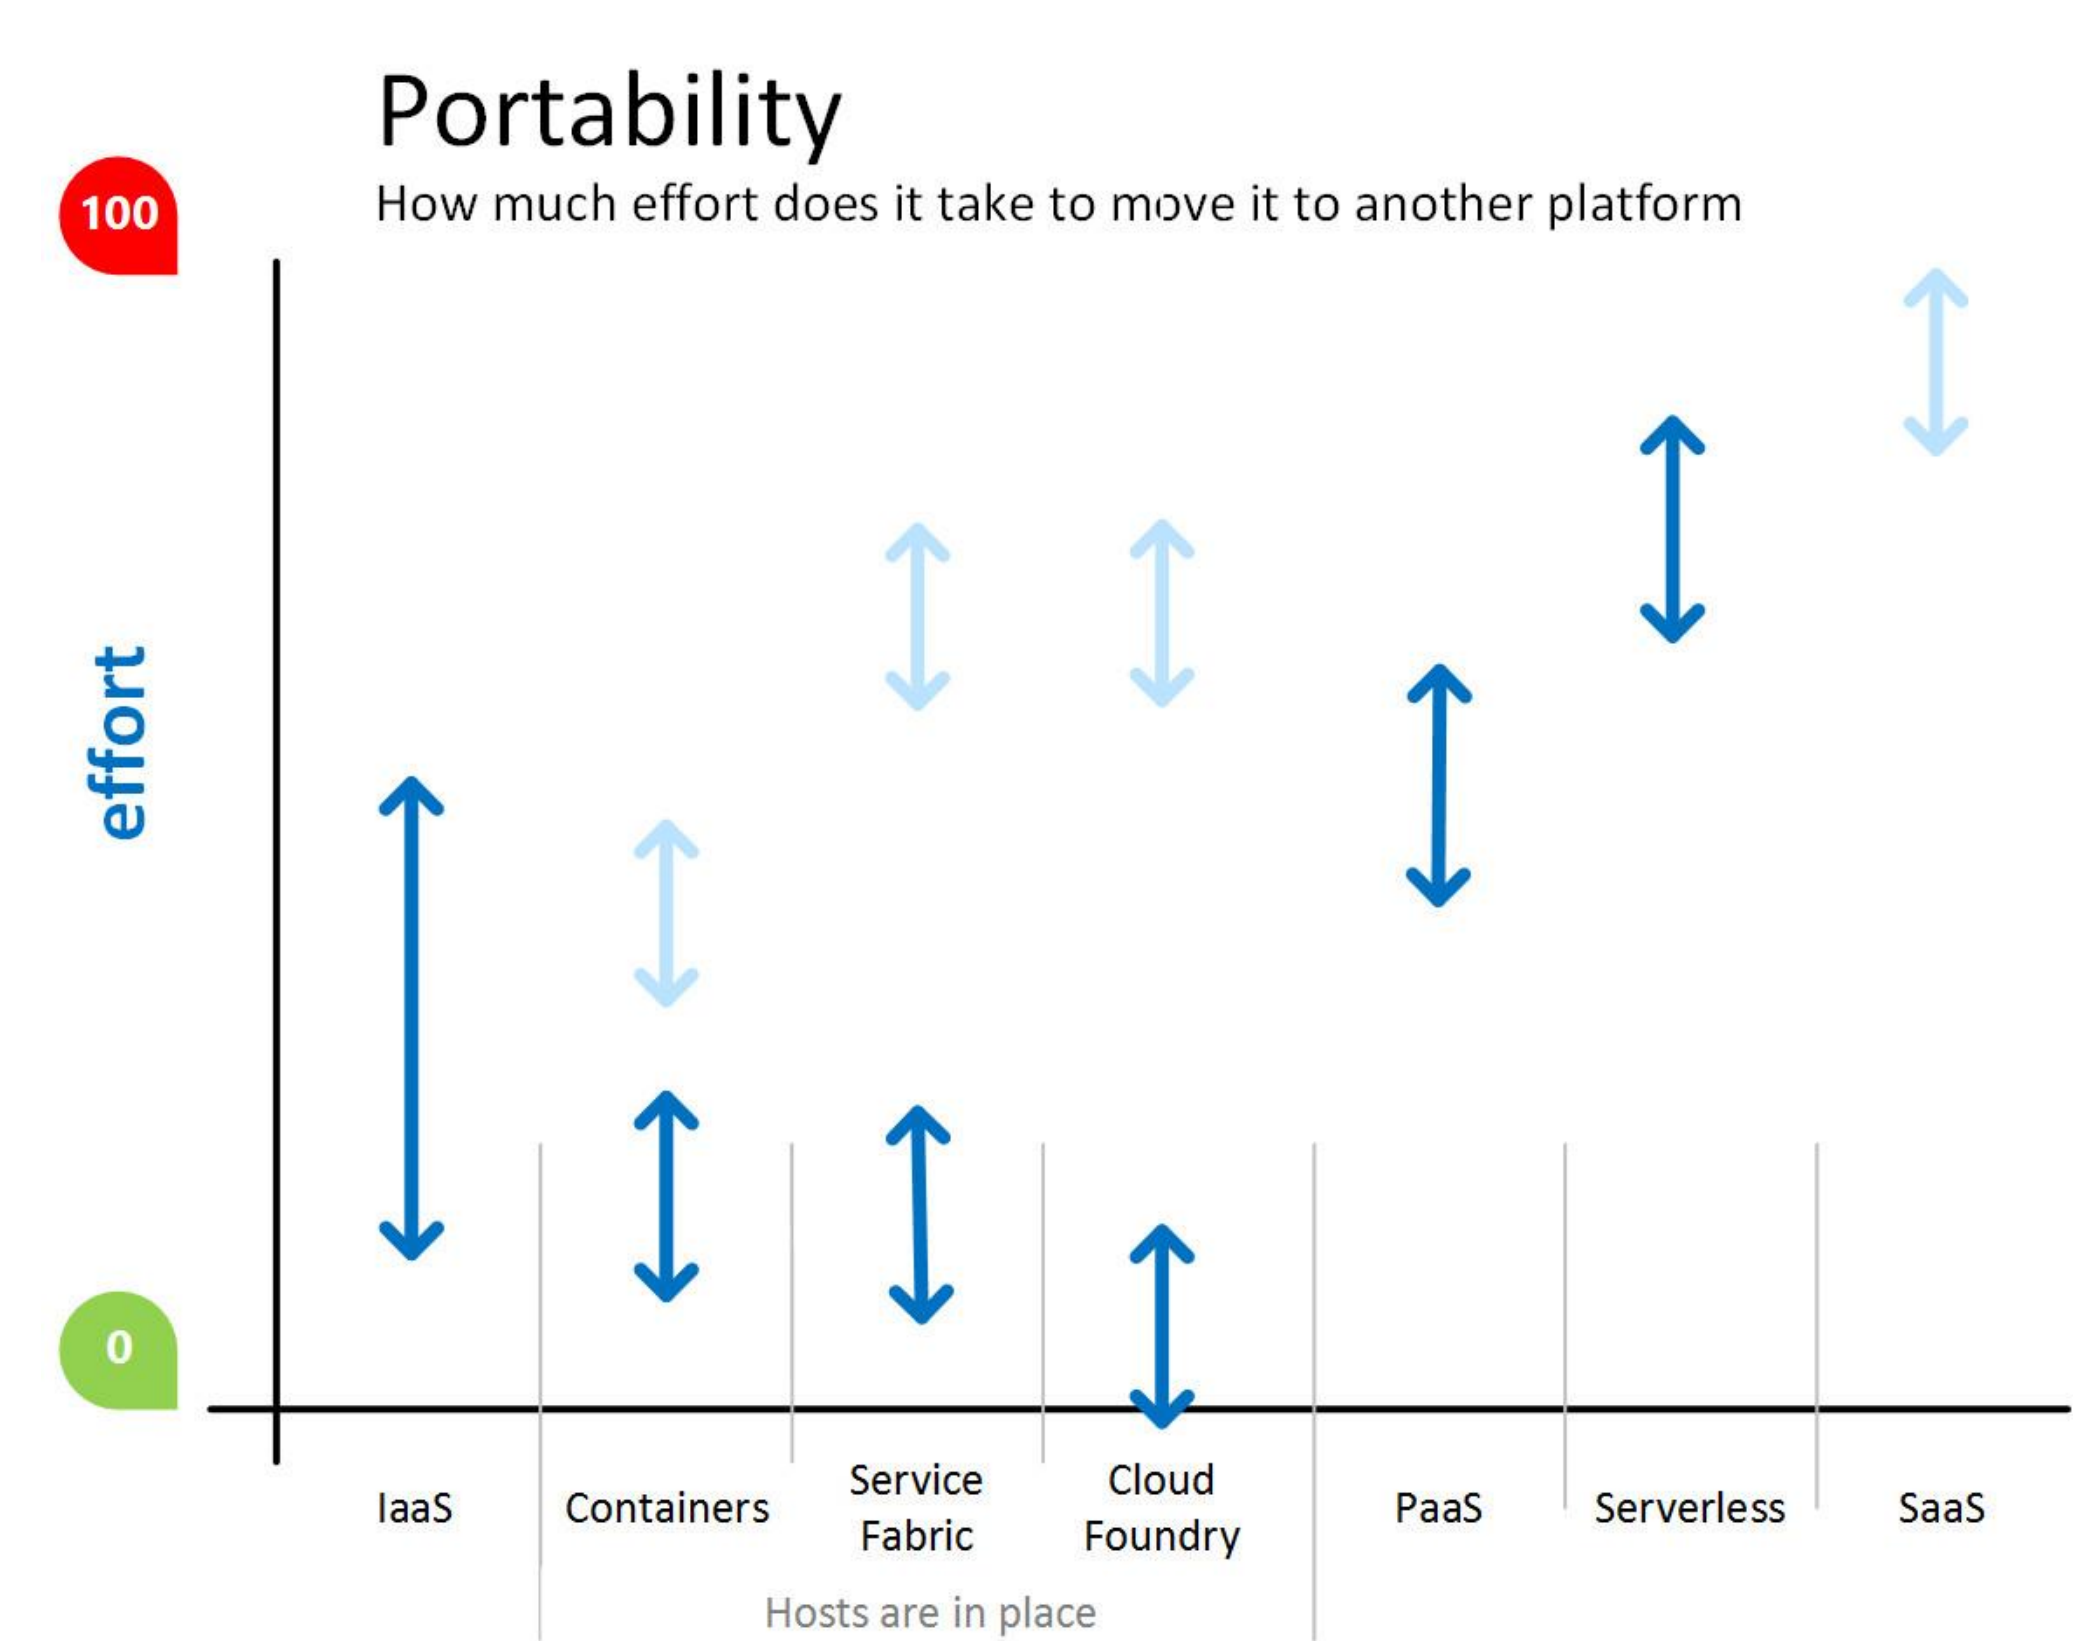 Portability
How much effort does it take to move it to another platform
100
effort
0
IaaS
Containers
Service
Fabric
Cloud
Foundry
PaaS
Serverless
SaaS
Hosts are in place